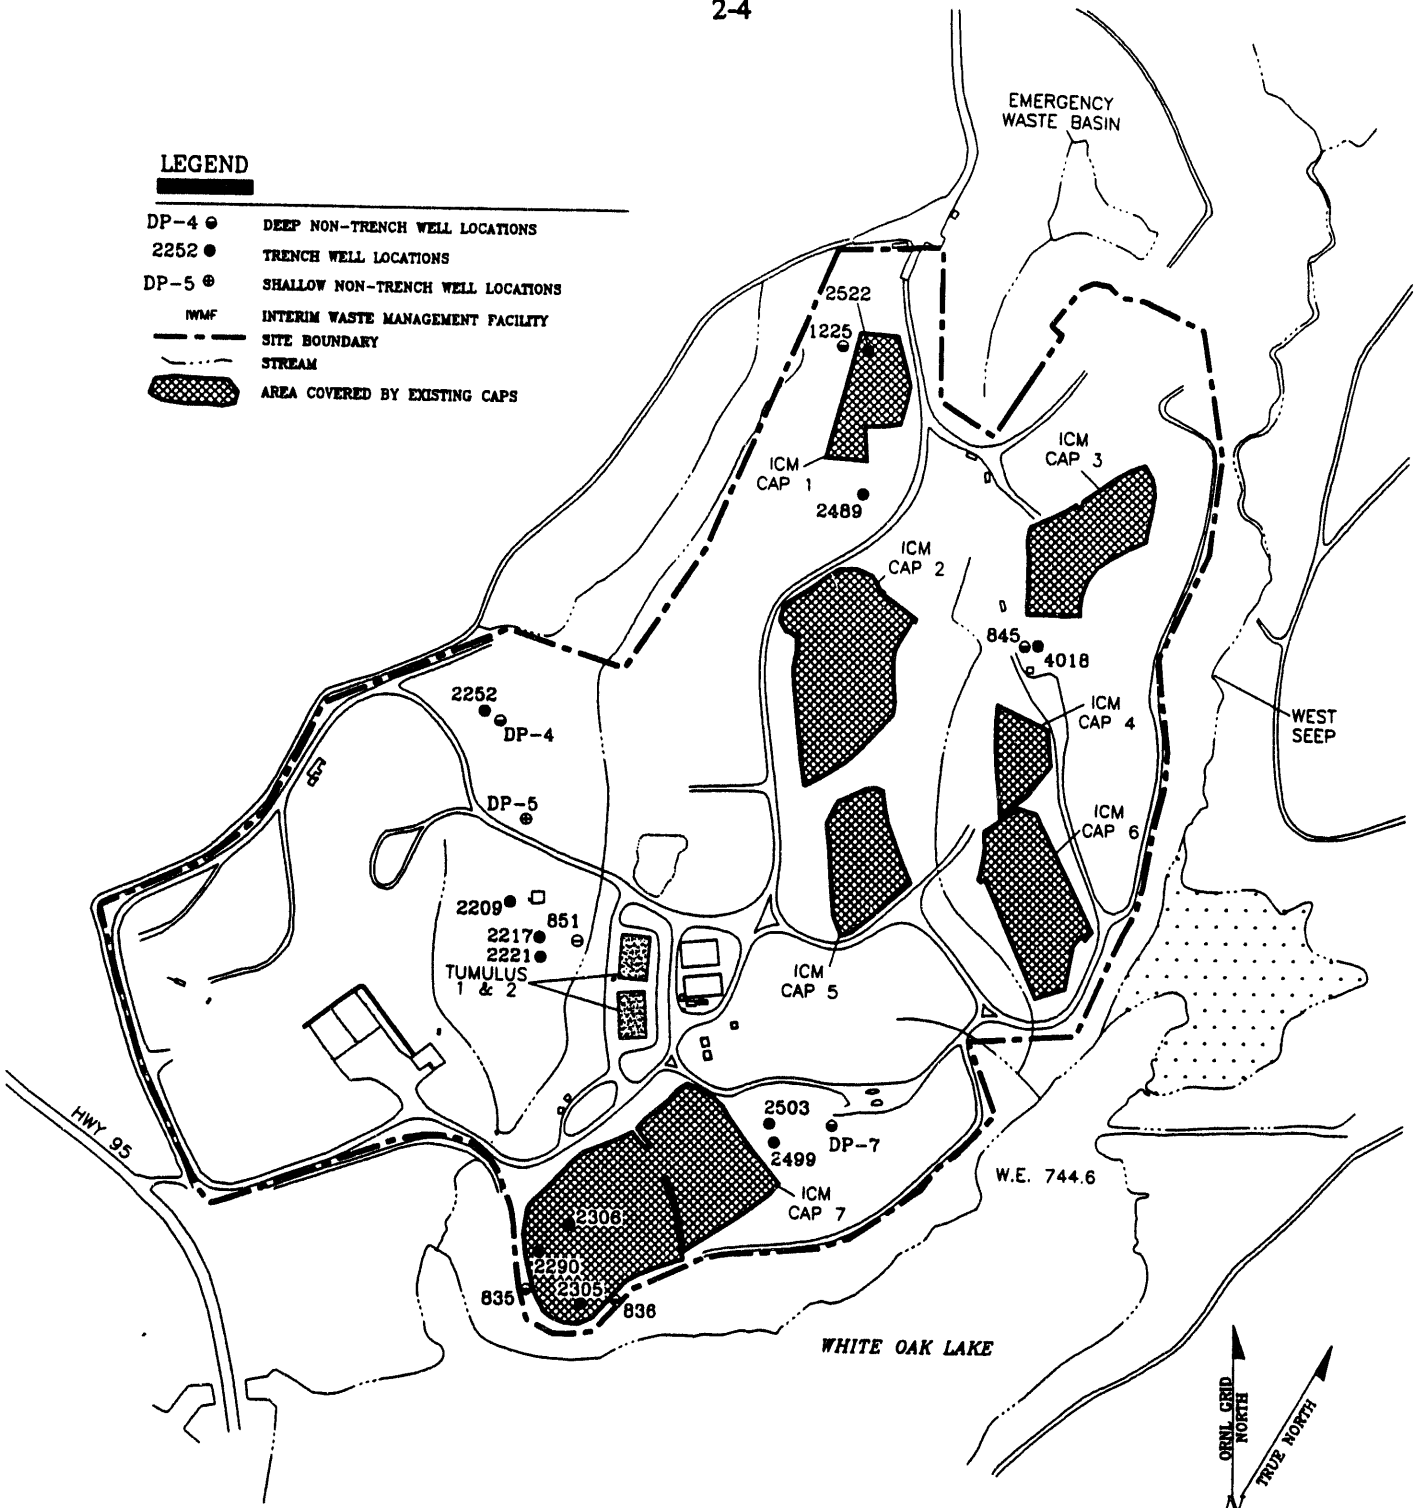 2-4
EMERGENCY
WASTE BASIN
LEGEND
DP-4
DEEP NON-TRENCH WELL LOCATIONS
2252
TRENCH WELL LOCATIONS
DP-5
SHALLOW NON-TRENCH WELL LOCATIONS
IWMF
INTERIM WASTE MANAGEMENT FACILITY
SITE BOUNDARY
STREAM
AREA COVERED BY EXISTING CAPS
2522
1225
ICM
CAP 1
ICM
CAP 3
2489
ICM
CAP 2
845
4018
2252
DP-4
ICM
CAP 4
WEST
SEEP
DP-5
ICM
CAP 6
2209
851
2217
2221
TUMULUS
1 & 2
ICM
CAP 5
HWY 95
2503
DP-7
2499
W.E. 744.6
ICM
CAP 7
2306
2290
2305
835
836
WHITE OAK LAKE
ORNL GRID
NORTH
TRUE NORTH
N